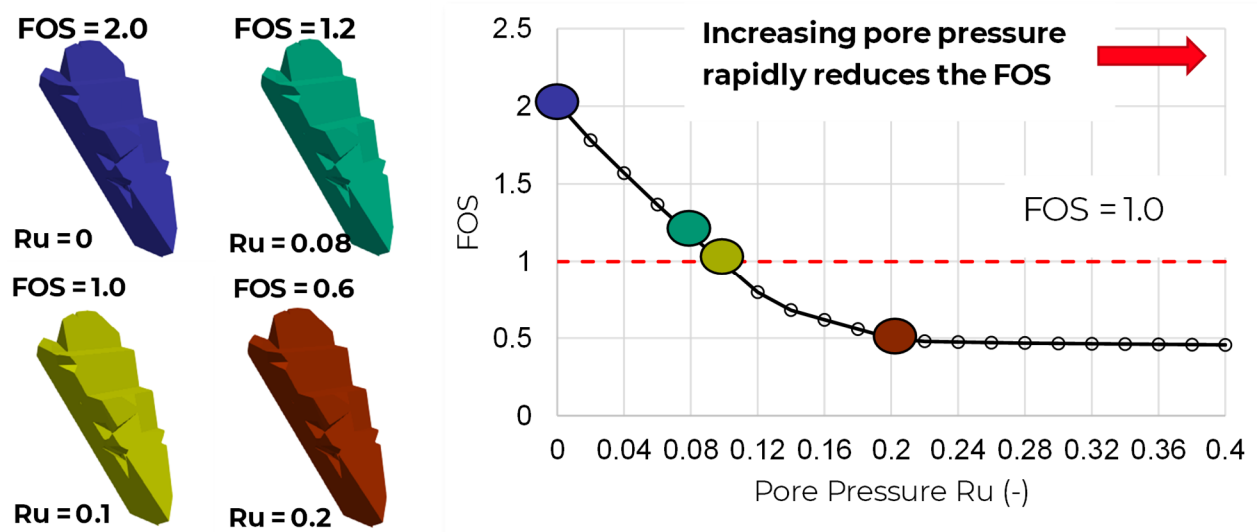 FOS = 2.0
Ru = 0
FOS = 1.2
Ru = 0.08
FOS = 1.0
Ru = 0.1
FOS = 0.6
Ru = 0.2
Increasing pore pressure
rapidly reduces the FOS
FOS = 1.0
FOS
2.5
2
1.5
1
0.5
0
0 0.04 0.08 0.12 0.16 0.2 0.24 0.28 0.32 0.36 0.4
Pore Pressure Ru (-)